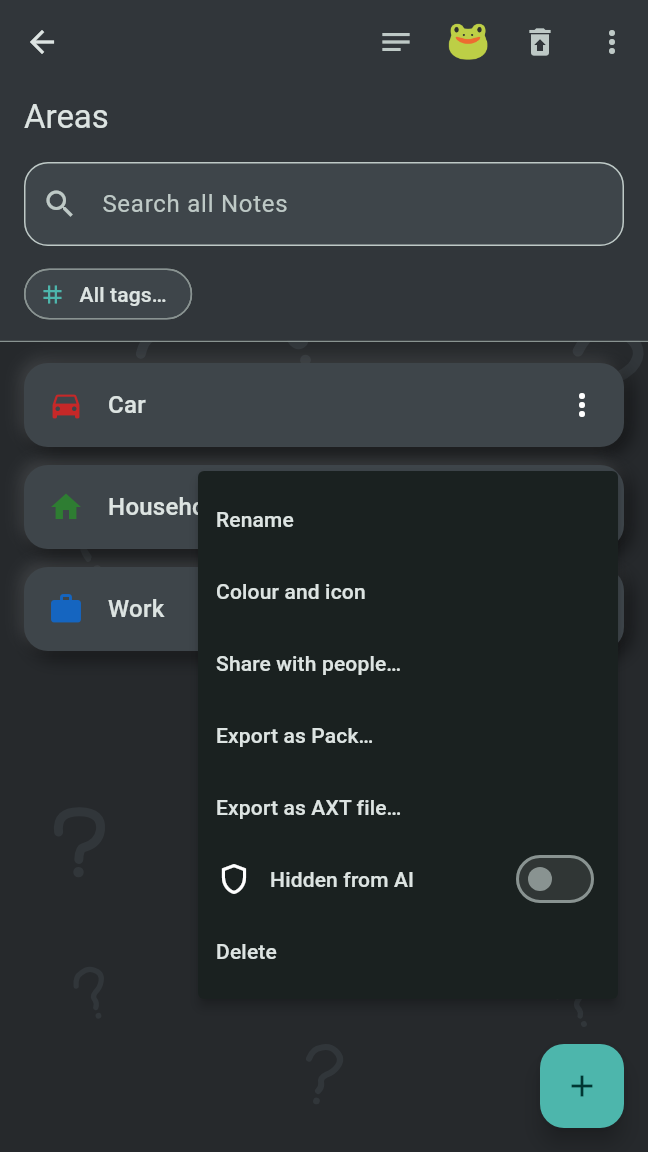 Areas
Search all Notes
All tags…
Car
Rename
Colour and icon
Work
Share with people…
Export as Pack…
Export as AXT file…
Hidden from AI
Delete